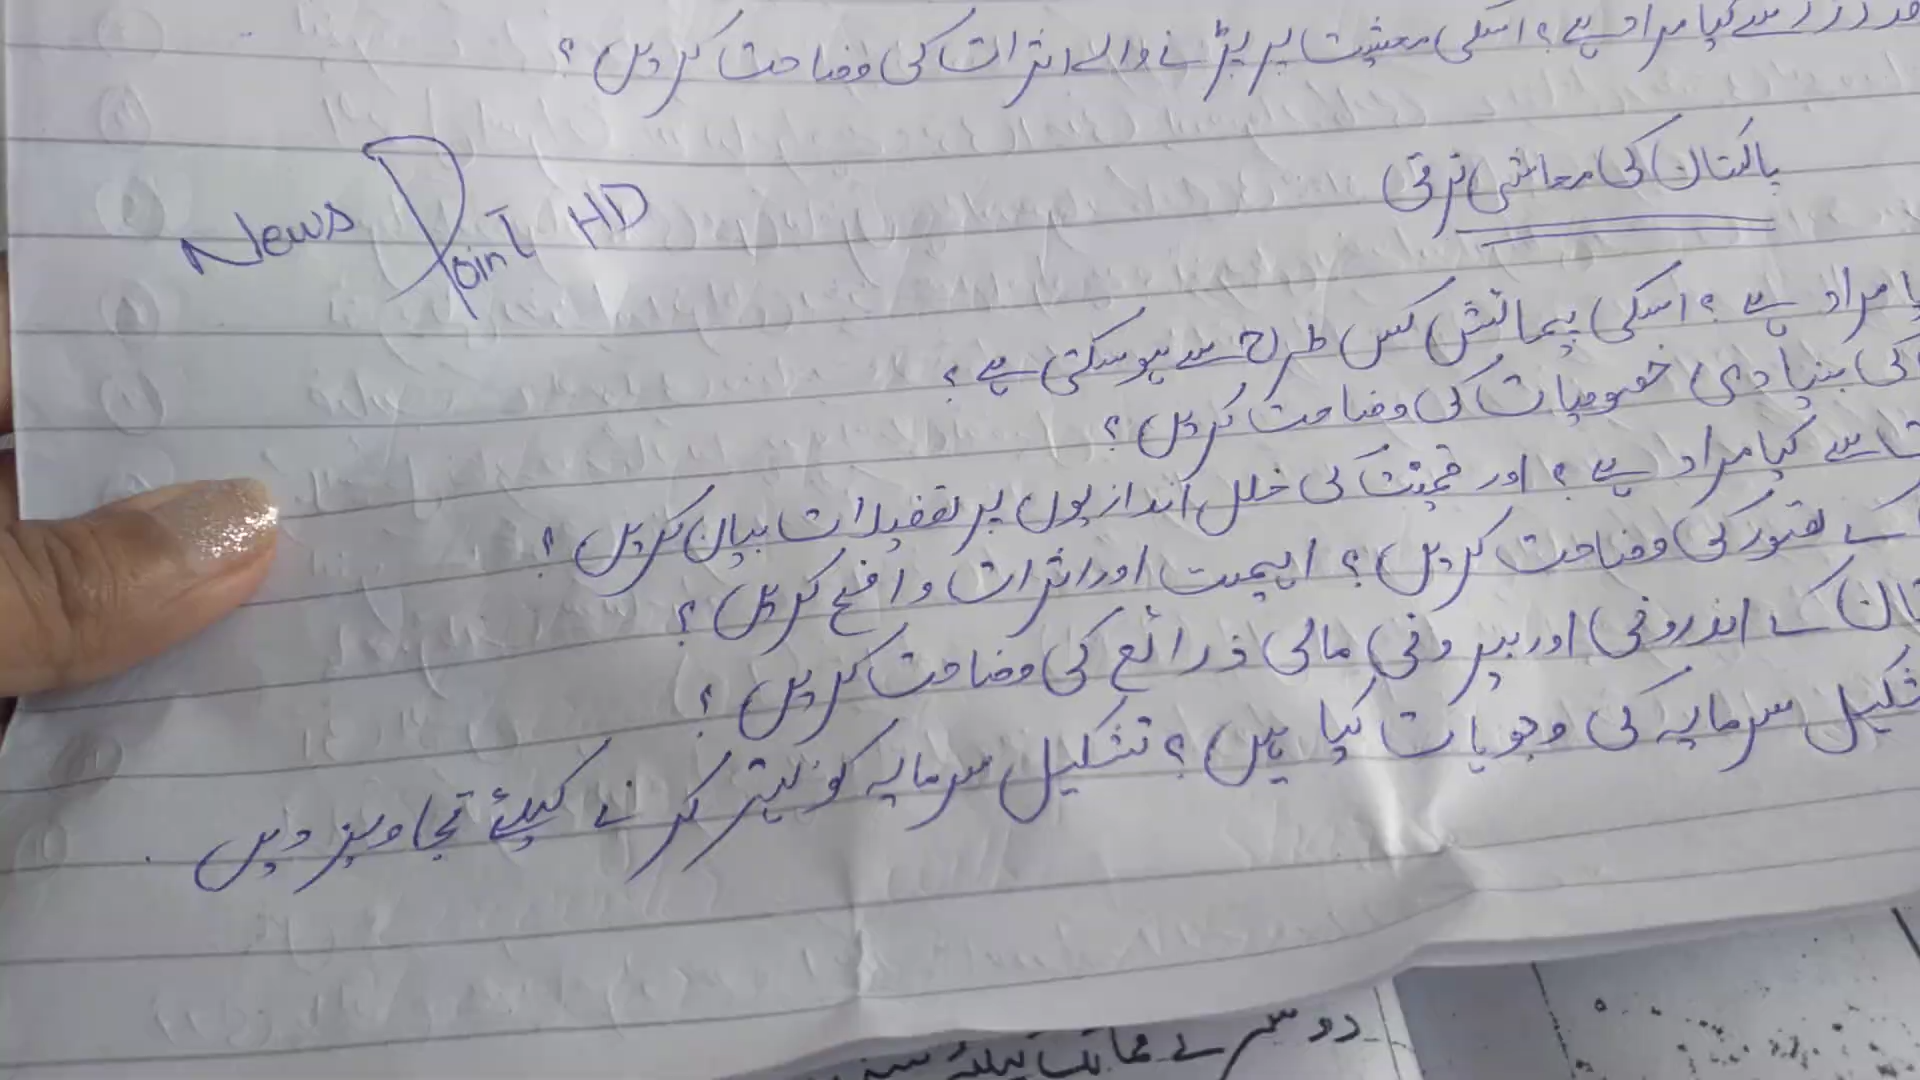 سے کیا مراد ہے؟ اسکی معیشت پر پڑنے والے اثرات کی وضاحت کریں؟
پاکستان کی معاشی ترقی
News Point HD
مراد ہے؟ اسکی پیمائش کس طرح سے ہوسکتی ہے؟
کی بنیادی خصوصیات کی وضاحت کریں؟
سے کیا مراد ہے؟ اور قیمت کی خلل اندازیوں پر تفصیلات بیان کریں؟
کے تصور کی وضاحت کریں؟ اہمیت اور اثرات واضح کریں؟
کے اندرونی اور بیرونی مالی ذرائع کی وضاحت کریں؟
سرمایہ کی وجوہات کیا ہیں؟ تشکیل سرمایہ کو بہتر کرنے کیلئے تجاویز دیں.
دوسرے ممالک کیلئے